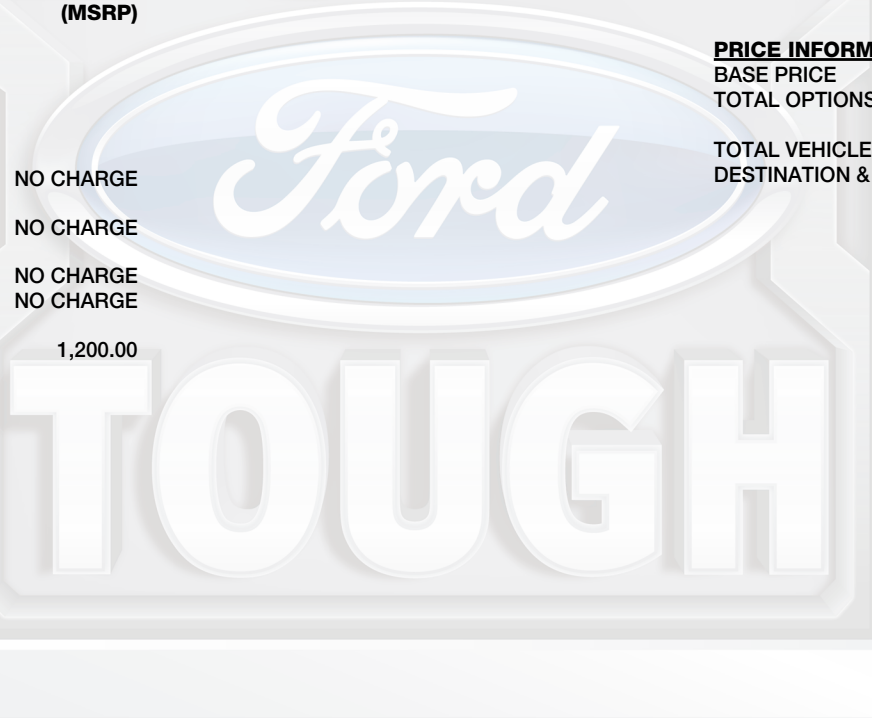 (MSRP)
NO CHARGE
NO CHARGE
NO CHARGE
NO CHARGE
1,200.00
PRICE INFORM
BASE PRICE
TOTAL OPTIONS
TOTAL VEHICLE
DESTINATION &
Ford
TOUGH